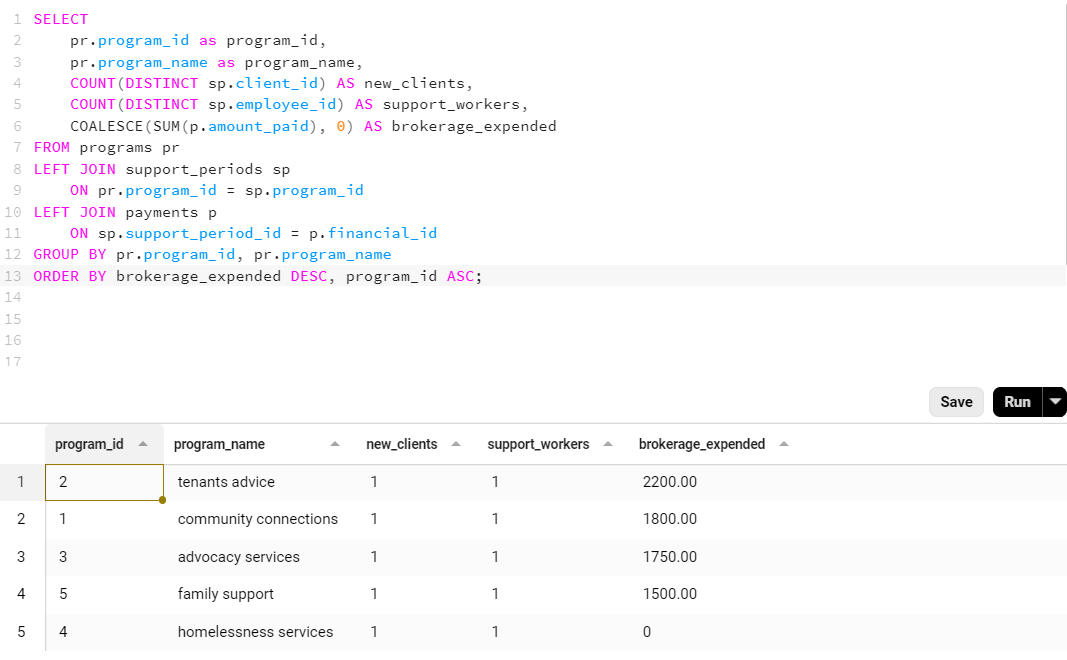 1 SELECT
2 pr.program_id as program_id,
3 pr.program_name as program_name,
4 COUNT(DISTINCT sp.client_id) AS new_clients,
5 COUNT(DISTINCT sp.employee_id) AS support_workers,
6 COALESCE(SUM(p.amount_paid), 0) AS brokerage_expended
7 FROM programs pr
8 LEFT JOIN support_periods sp
9 ON pr.program_id = sp.program_id
10 LEFT JOIN payments p
11 ON sp.support_period_id = p.financial_id
12 GROUP BY pr.program_id, pr.program_name
13 ORDER BY brokerage_expended DESC, program_id ASC;
14
15
16
17
Save Run
program_id program_name new_clients support_workers brokerage_expended
1 2 tenants advice 1 1 2200.00
2 1 community connections 1 1 1800.00
3 3 advocacy services 1 1 1750.00
4 5 family support 1 1 1500.00
5 4 homelessness services 1 1 0